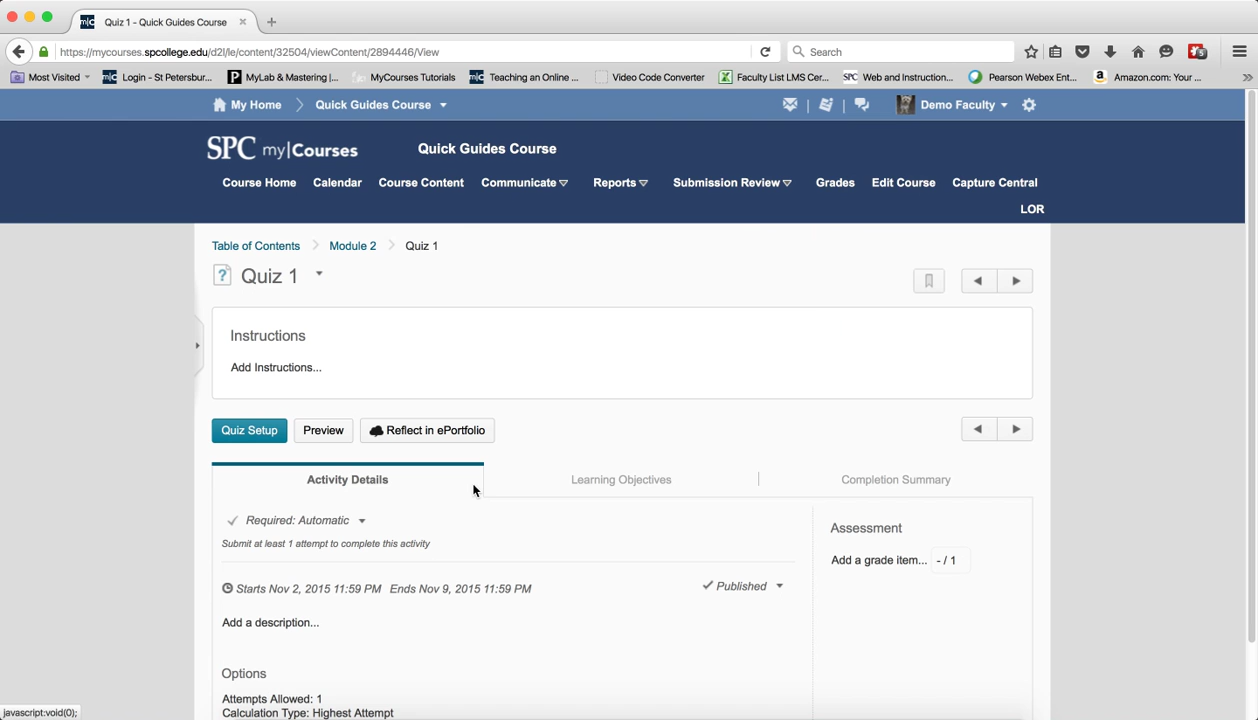 Quiz 1 - Quick Guides Course
https://mycourses.spcollege.edu/d2l/le/content/32504/viewContent/2894446/View
Search
Most Visited
Login - St Petersbur...
MyLab & Mastering |...
MyCourses Tutorials
Teaching an Online ...
Video Code Converter
Faculty List LMS Cer...
SPC Web and Instruction...
Pearson Webex Ent...
Amazon.com: Your ...
My Home
Quick Guides Course
Demo Faculty
SPC my|Courses
Quick Guides Course
Course Home
Calendar
Course Content
Communicate
Reports
Submission Review
Grades
Edit Course
Capture Central
LOR
Table of Contents
Module 2
Quiz 1
Quiz 1
Instructions
Add Instructions...
Quiz Setup
Preview
Reflect in ePortfolio
Activity Details
Learning Objectives
Completion Summary
Required: Automatic
Submit at least 1 attempt to complete this activity
Starts Nov 2, 2015 11:59 PM Ends Nov 9, 2015 11:59 PM
Published
Add a description...
Assessment
Add a grade item... - / 1
Options
Attempts Allowed: 1
Calculation Type: Highest Attempt
javascript:void(0);